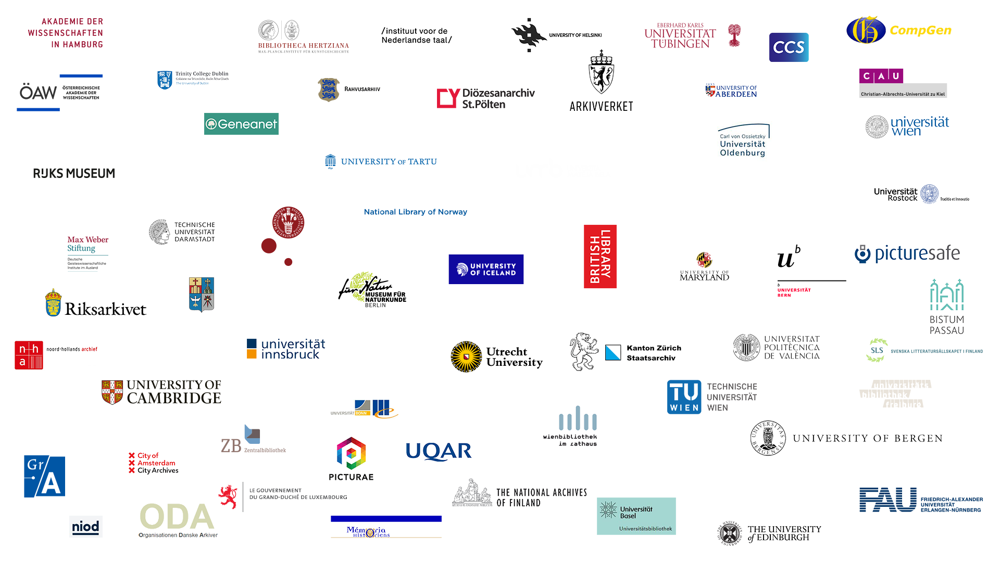 AKADEMIE DER
WISSENSCHAFTEN
IN HAMBURG
BIBLIOTHECA HERTZIANA
MAX-PLANCK-INSTITUT FÜR KUNSTGESCHICHTE
/instituut voor de
Nederlandse taal/
UNIVERSITY OF HELSINKI
EBERHARD KARLS
UNIVERSITÄT
TÜBINGEN
CCS
G
CompGen
ÖAW
ÖSTERREICHISCHE
AKADEMIE DER
WISSENSCHAFTEN
Trinity College Dublin
Coláiste na Tríonóide, Baile Átha Cliath
The University of Dublin
RAHVUSARHIIV
Diözesanarchiv
St.Pölten
ARKIVVERKET
1495
UNIVERSITY OF
ABERDEEN
CAU
Christian-Albrechts-Universität zu Kiel
Geneanet
Carl von Ossietzky
Universität
Oldenburg
universität
wien
RIJKS MUSEUM
UNIVERSITY OF TARTU
1632
Universität
Rostock
Traditio et Innovatio
National Library of Norway
TECHNISCHE
UNIVERSITÄT
DARMSTADT
Max Weber
Stiftung
Deutsche
Geisteswissenschaftliche
Institute im Ausland
UNIVERSITY
OF ICELAND
BRITISH
LIBRARY
UNIVERSITY OF
MARYLAND
u b
b
UNIVERSITÄT
BERN
picturesafe
Riksarkivet
für Natur
MUSEUM FÜR
NATURKUNDE
BERLIN
BISTUM
PASSAU
n h
a
noord-hollands archief
universität
innsbruck
Utrecht
University
Kanton Zürich
Staatsarchiv
UNIVERSITAT
POLITÈCNICA
DE VALÈNCIA
SLS
SVENSKA LITTERATURSÄLLSKAPET I FINLAND
UNIVERSITY OF
CAMBRIDGE
UNIVERSITÄT BONN
TU
WIEN
TECHNISCHE
UNIVERSITÄT
WIEN
universitäts
bibliothek
freiburg
wienbibliothek
im rathaus
UNIVERSITAS
BERGENSIS
UNIVERSITY OF BERGEN
ZB Zentralbibliothek
PICTURAE
UQAR
Gr
A
City of
Amsterdam
City Archives
LE GOUVERNEMENT
DU GRAND-DUCHÉ DE LUXEMBOURG
THE NATIONAL ARCHIVES
OF FINLAND
FAU
FRIEDRICH-ALEXANDER
UNIVERSITÄT
ERLANGEN-NÜRNBERG
niod
ODA
Organisationen Danske Arkiver
Mémoria
HISTORIENS
Universität
Basel
Universitätsbibliothek
THE UNIVERSITY
of EDINBURGH